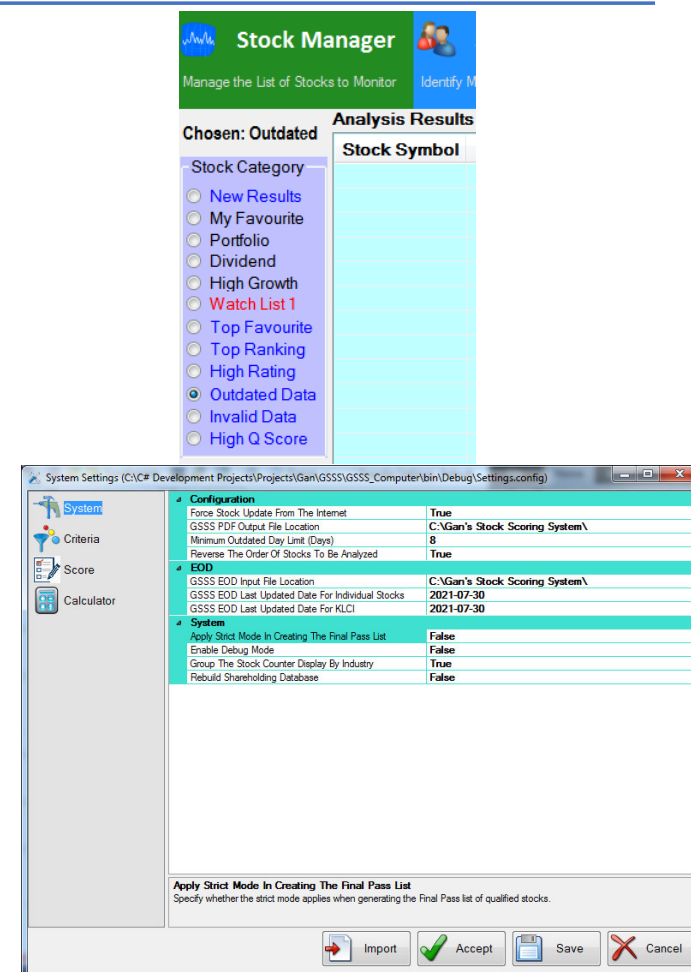 Stock Manager
Manage the List of Stocks to Monitor
Identify M
Chosen: Outdated
Analysis Results
Stock Symbol
Stock Category
New Results
My Favourite
Portfolio
Dividend
High Growth
Watch List 1
Top Favourite
Top Ranking
High Rating
Outdated Data
Invalid Data
High Q Score
System Settings (C:\C# Development Projects\Projects\Gan\GSSS\GSSS_Computer\bin\Debug\Settings.config)
System
Criteria
Score
Calculator
Configuration
Force Stock Update From The Internet True
GSSS PDF Output File Location C:\Gan's Stock Scoring System\
Minimum Outdated Day Limit (Days) 8
Reverse The Order Of Stocks To Be Analyzed True
EOD
GSSS EOD Input File Location C:\Gan's Stock Scoring System\
GSSS EOD Last Updated Date For Individual Stocks 2021-07-30
GSSS EOD Last Updated Date For KLCI 2021-07-30
System
Apply Strict Mode In Creating The Final Pass List False
Enable Debug Mode False
Group The Stock Counter Display By Industry True
Rebuild Shareholding Database False
Apply Strict Mode In Creating The Final Pass List
Specify whether the strict mode applies when generating the Final Pass list of qualified stocks.
Import
Accept
Save
Cancel